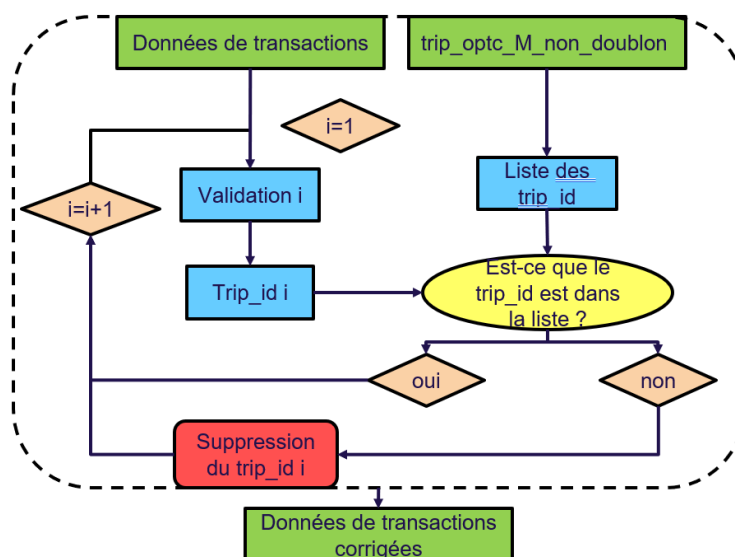 Données de transactions
trip_optc_M_non_doublon
i=1
Validation i
Liste des
trip_id
i=i+1
Trip_id i
Est-ce que le
trip_id est dans
la liste ?
oui
non
Suppression
du trip_id i
Données de transactions
corrigées